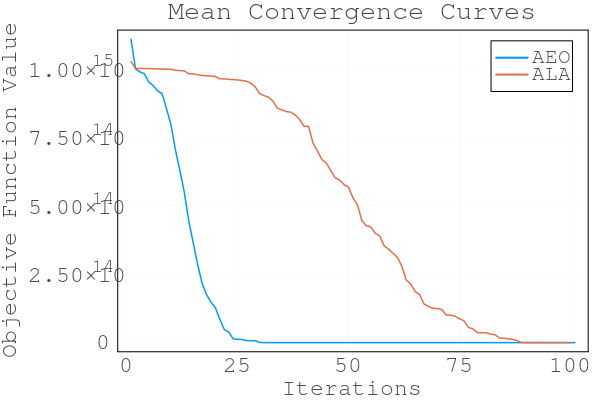 Mean Convergence Curves
Objective Function Value
1.00×10¹⁵
7.50×10¹⁴
5.00×10¹⁴
2.50×10¹⁴
0
AEO
ALA
0 25 50 75 100
Iterations